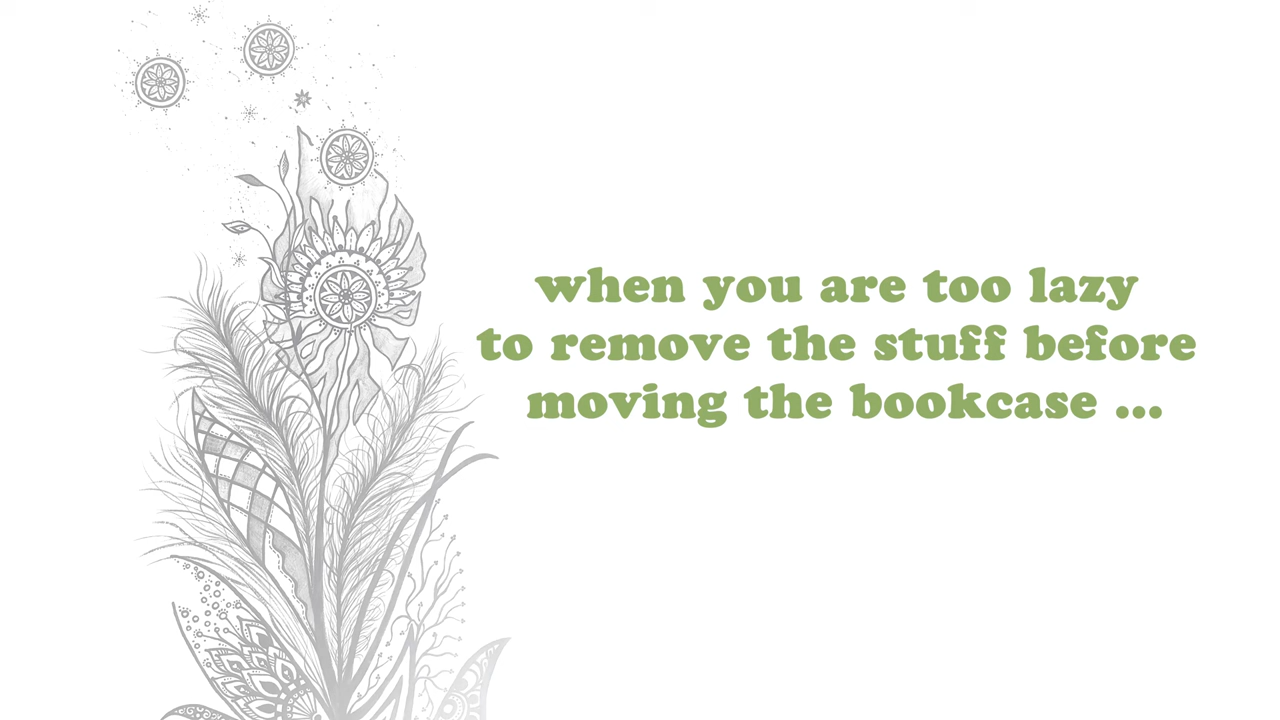 when you are too lazy
to remove the stuff before
moving the bookcase ...